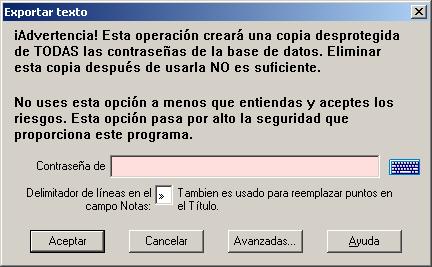 Exportar texto
¡Advertencia! Esta operación creará una copia desprotegida
de TODAS las contraseñas de la base de datos. Eliminar
esta copia después de usarla NO es suficiente.
No uses esta opción a menos que entiendas y aceptes los
riesgos. Esta opción pasa por alto la seguridad que
proporciona este programa.
Contraseña de
Delimitador de líneas en el » Tambien es usado para reemplazar puntos en
campo Notas: el Título.
Aceptar Cancelar Avanzadas... Ayuda